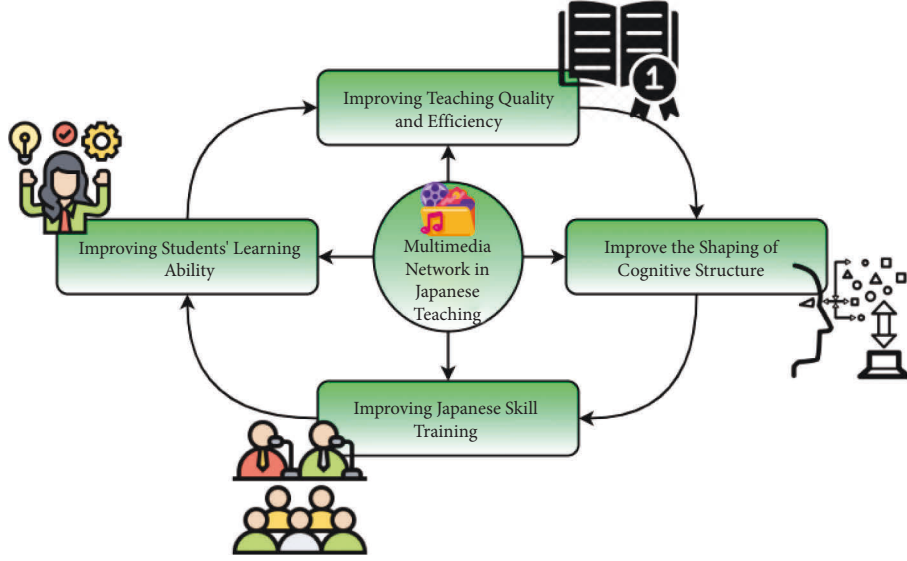 1
Improving Teaching Quality
and Efficiency
Improving Students' Learning
Ability
Multimedia
Network in
Japanese
Teaching
Improve the Shaping of
Cognitive Structure
Improving Japanese Skill
Training